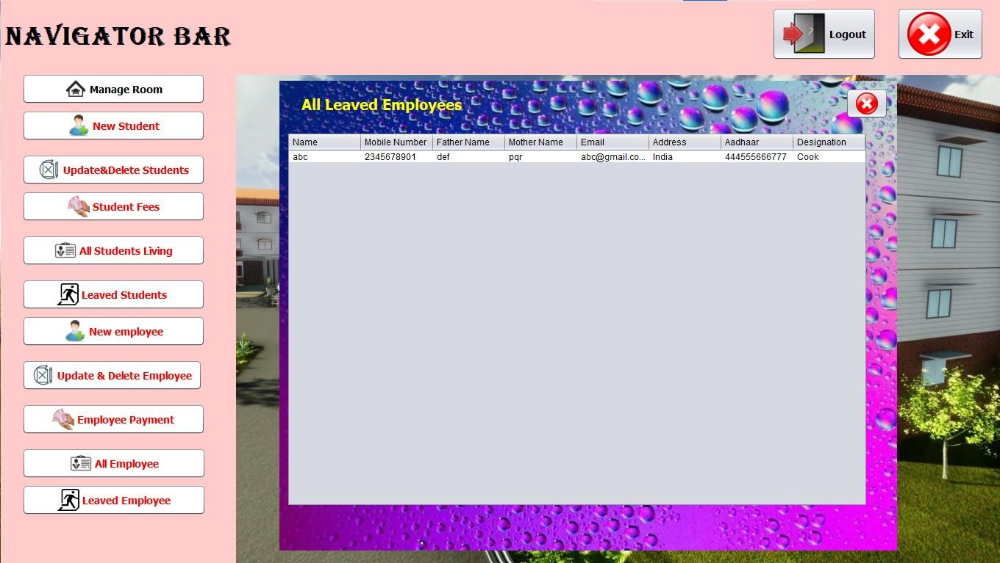 NAVIGATOR BAR
Logout
Exit
Manage Room
New Student
Update&Delete Students
Student Fees
All Students Living
Leaved Students
New employee
Update & Delete Employee
Employee Payment
All Employee
Leaved Employee
All Leaved Employees
Name Mobile Number Father Name Mother Name Email Address Aadhaar Designation
abc 2345678901 def pqr abc@gmail.co... India 444555666777 Cook